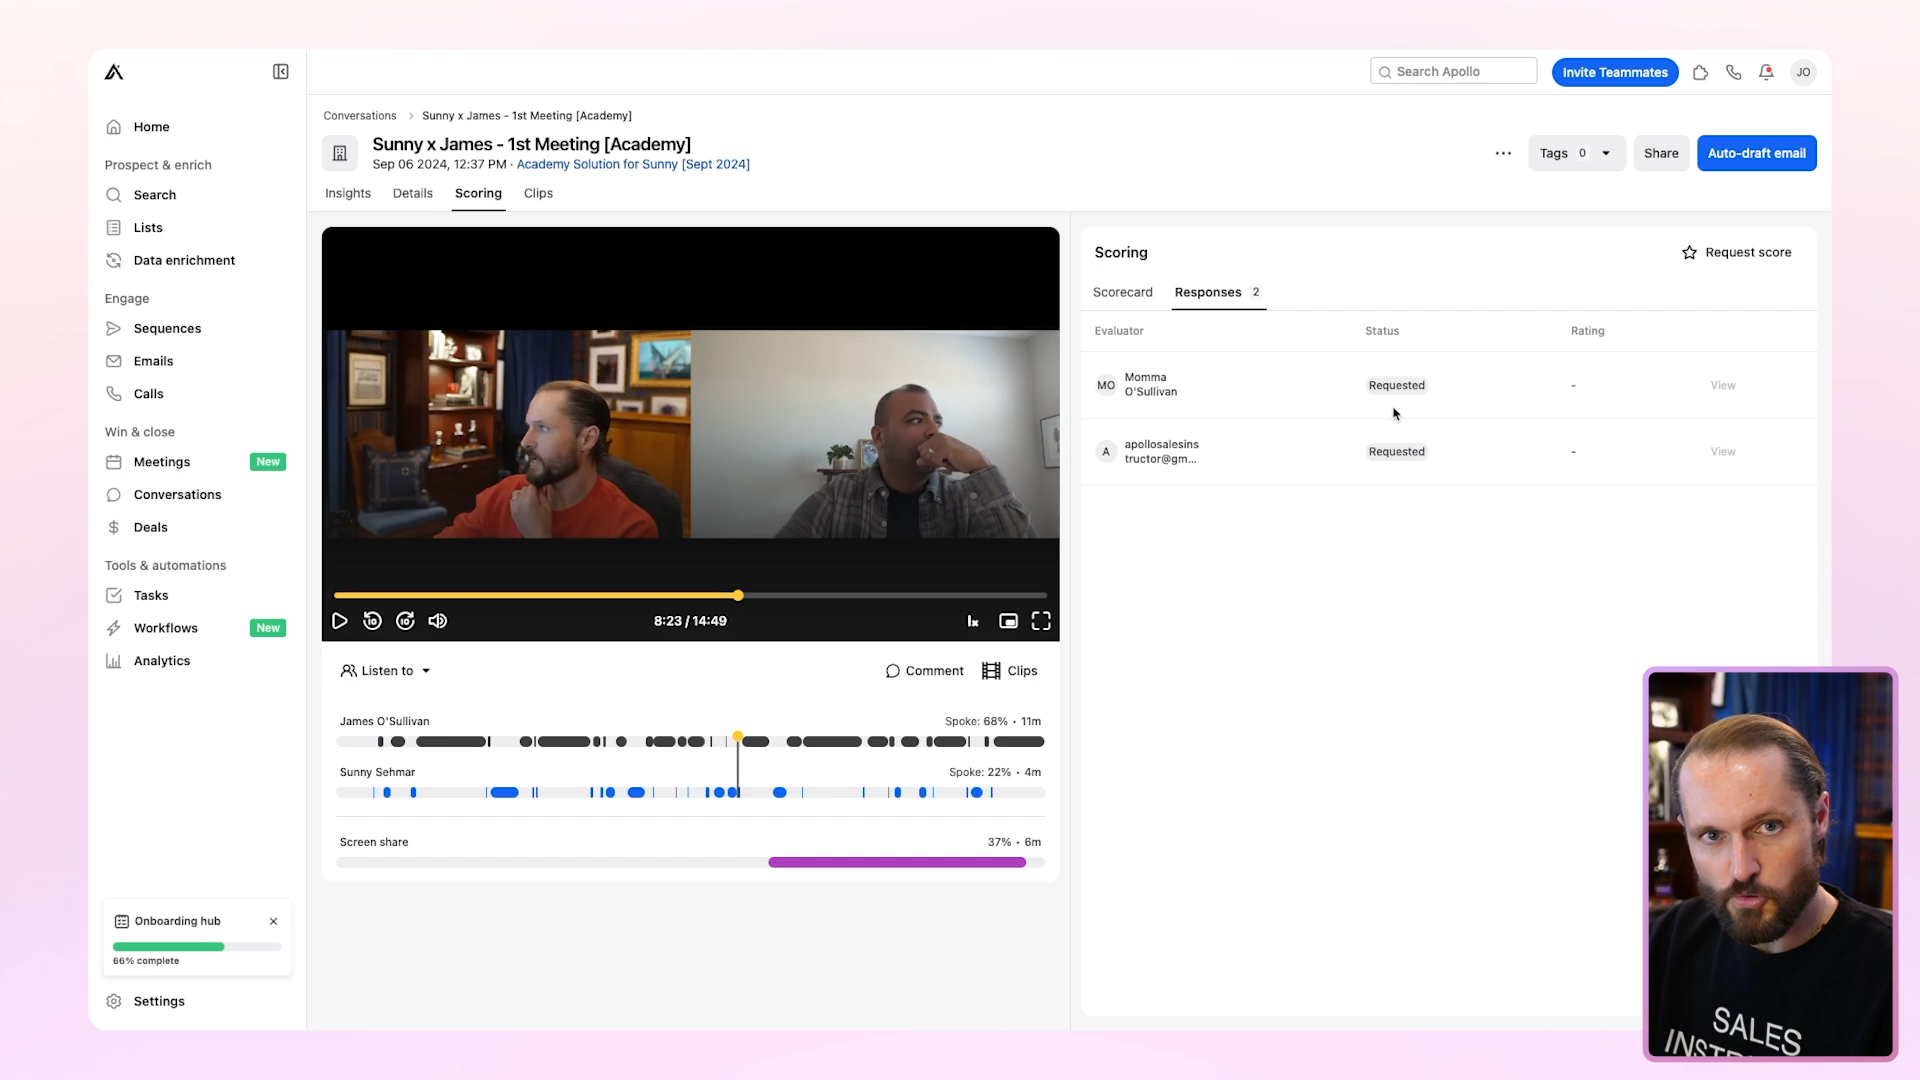 Search Apollo
Invite Teammates
JO
Home
Prospect & enrich
Search
Lists
Data enrichment
Engage
Sequences
Emails
Calls
Win & close
Meetings New
Conversations
Deals
Tools & automations
Tasks
Workflows New
Analytics
Onboarding hub
66% complete
Settings
Conversations > Sunny x James - 1st Meeting [Academy]
Sunny x James - 1st Meeting [Academy]
Sep 06 2024, 12:37 PM · Academy Solution for Sunny [Sept 2024]
Tags 0
Share
Auto-draft email
Insights Details Scoring Clips
10 10
8:23 / 14:49
1x
Listen to
Comment
Clips
James O'Sullivan
Spoke: 68% · 11m
Sunny Sehmar
Spoke: 22% · 4m
Screen share
37% · 6m
Scoring
Request score
Scorecard Responses 2
Evaluator Status Rating
MO
Momma
O'Sullivan
Requested - View
A
apollosalesins
tructor@gm...
Requested - View
SALES